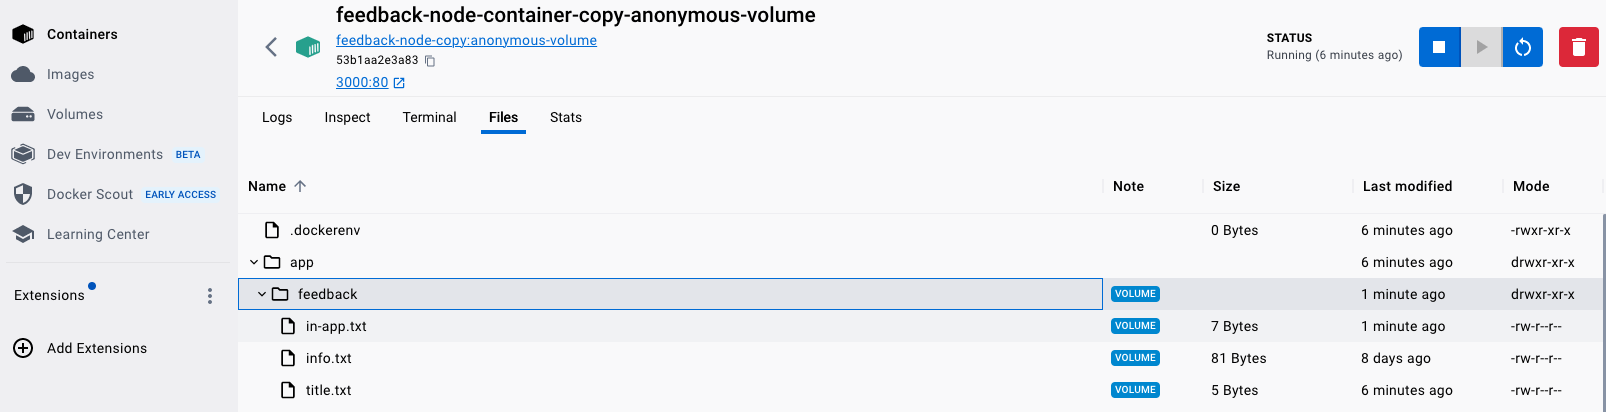 Containers
Images
Volumes
Dev Environments BETA
Docker Scout EARLY ACCESS
Learning Center
Extensions
Add Extensions
feedback-node-container-copy-anonymous-volume
feedback-node-copy:anonymous-volume
53b1aa2e3a83
3000:80
STATUS
Running (6 minutes ago)
Logs Inspect Terminal Files Stats
Name Note Size Last modified Mode
.dockerenv 0 Bytes 6 minutes ago -rwxr-xr-x
app 6 minutes ago drwxr-xr-x
feedback VOLUME 1 minute ago drwxr-xr-x
in-app.txt VOLUME 7 Bytes 1 minute ago -rw-r--r--
info.txt VOLUME 81 Bytes 8 days ago -rw-r--r--
title.txt VOLUME 5 Bytes 6 minutes ago -rw-r--r--